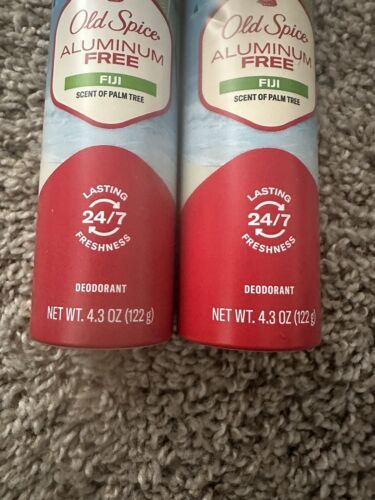 Old Spice
ALUMINUM
FREE
FIJI
SCENT OF PALM TREE
LASTING
24/7
FRESHNESS
DEODORANT
NET WT. 4.3 OZ (122 g)
Old Spice
ALUMINUM
FREE
FIJI
SCENT OF PALM TREE
LASTING
24/7
FRESHNESS
DEODORANT
NET WT. 4.3 OZ (122 g)